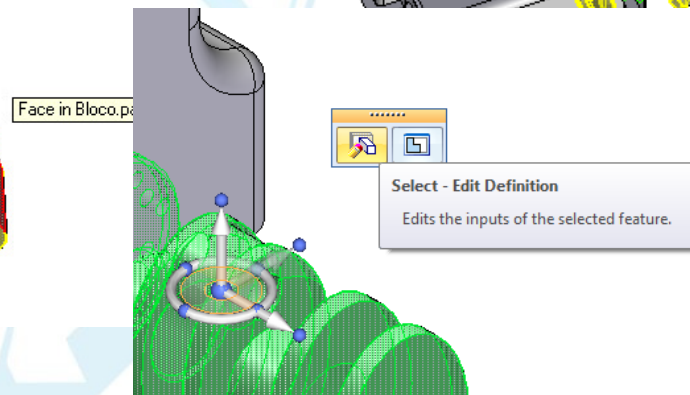 Face in Bloco.pa
Select - Edit Definition
Edits the inputs of the selected feature.